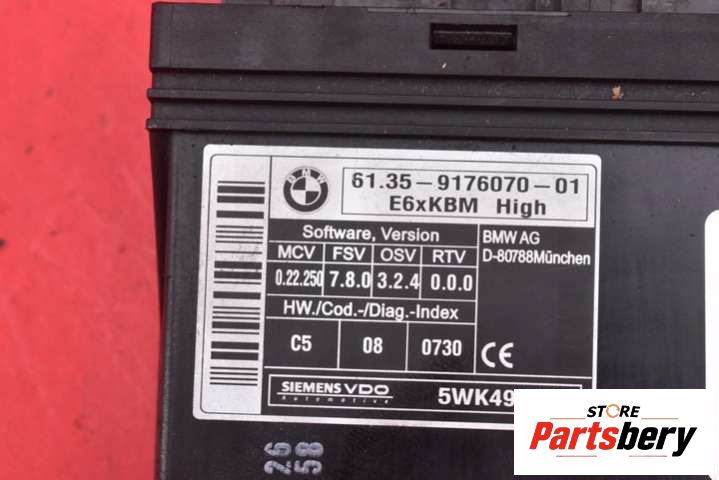 BMW
61.35-9176070-01
E6xKBM High
Software, Version
MCV FSV OSV RTV
0.22.250 7.8.0 3.2.4 0.0.0
BMW AG
D-80788München
HW./Cod.-/Diag.-Index
C5 08 0730
CE
SIEMENS VDO
Automotive
5WK49
26
58
STORE
Partsbery